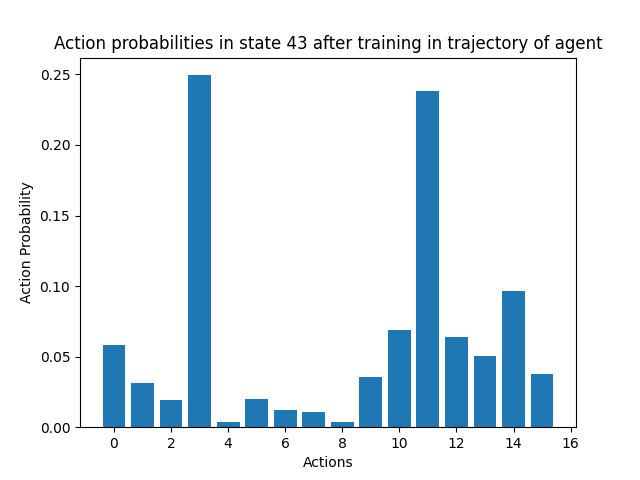 Action probabilities in state 43 after training in trajectory of agent
0.25
0.20
0.15
0.10
0.05
0.00
Action Probability
0 2 4 6 8 10 12 14 16
Actions